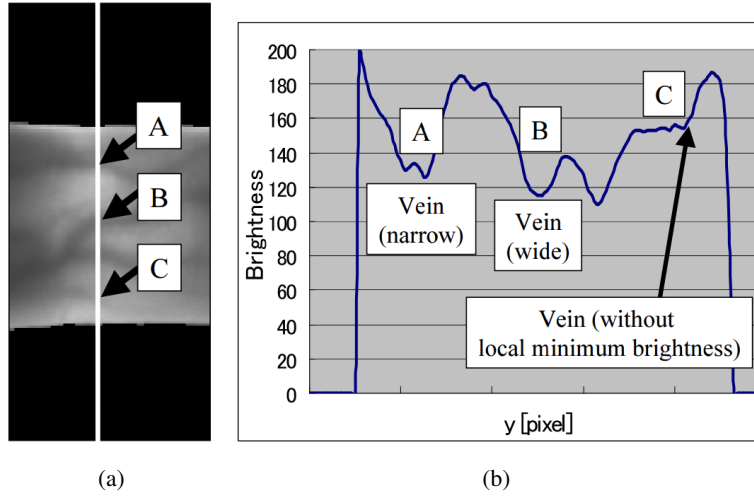 A
B
C
(a)
200
180
160
140
120
100
80
60
40
20
0
Brightness
y [pixel]
A
B
C
Vein
(narrow)
Vein
(wide)
Vein (without
local minimum brightness)
(b)